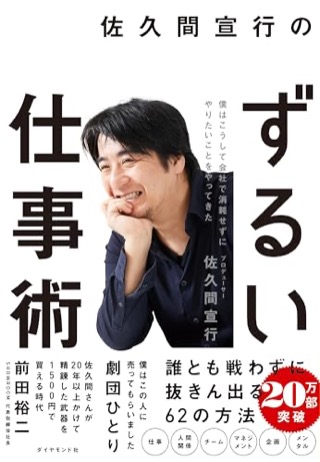 佐久間宣行の
ずるい
仕事術
僕はこうして会社で消耗せずに
やりたいことをやってきた
プロデューサー
佐久間宣行
誰とも戦わずに
抜きん出る
62の方法
20万部
突破
僕はこの人に
売ってもらいました
劇団ひとり
佐久間さんが
20年以上かけて
精錬した武器を
1500円で
買える時代
前田裕二
SHOWROOM 代表取締役社長
仕事
人間
関係
チーム
マネジ
メント
企画
メン
タル
ダイヤモンド社